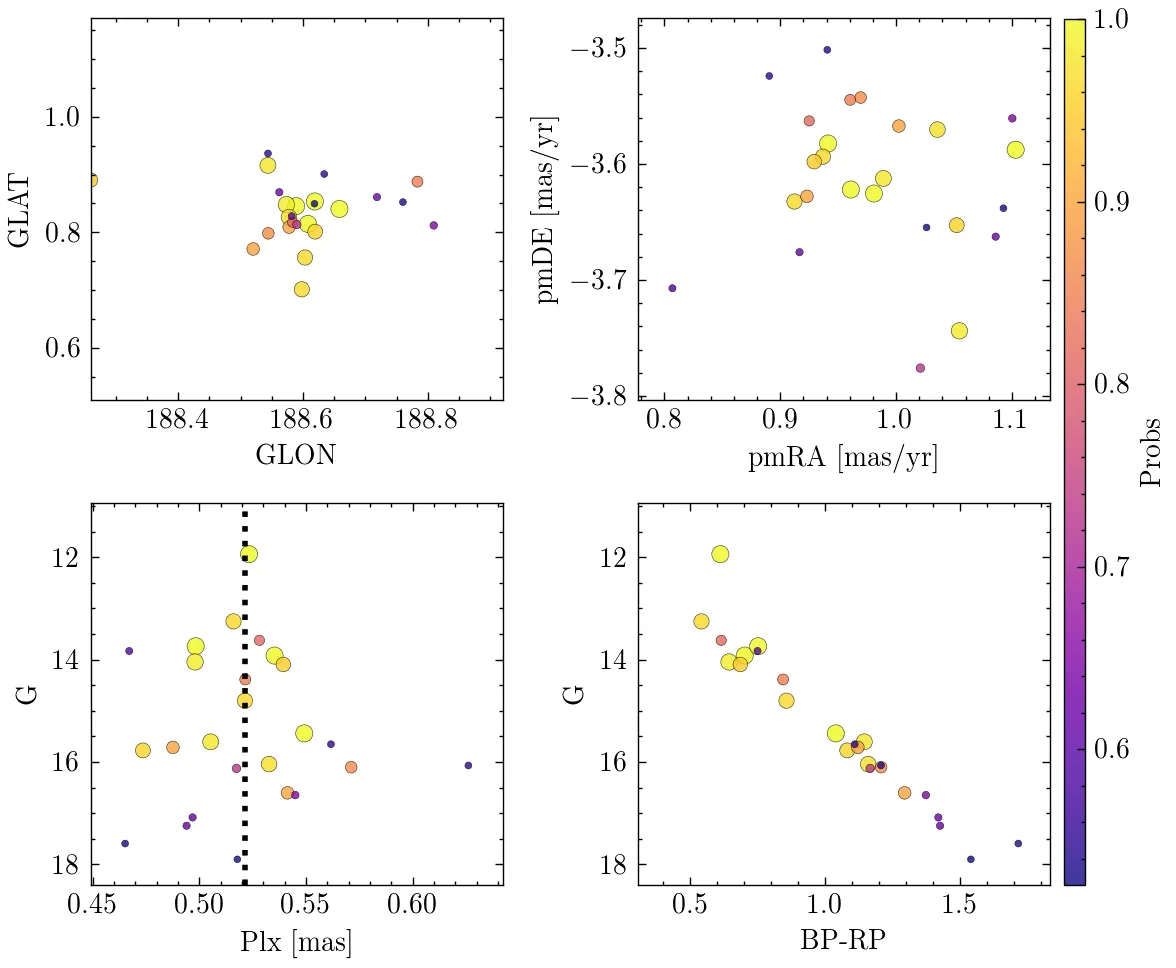 1.0
0.8
0.6
GLAT
188.4 188.6 188.8
GLON
−3.5
−3.6
−3.7
−3.8
pmDE [mas/yr]
0.8 0.9 1.0 1.1
pmRA [mas/yr]
12
14
16
18
G
0.45 0.50 0.55 0.60
Plx [mas]
12
14
16
18
G
0.5 1.0 1.5
BP-RP
1.0
0.9
0.8
0.7
0.6
Probs